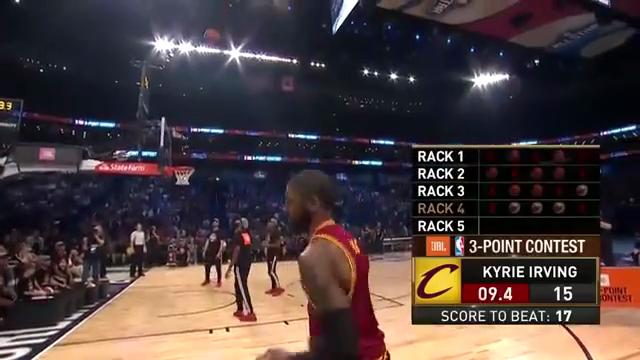 RACK 1
RACK 2
RACK 3
RACK 4
RACK 5
JBL 3-POINT CONTEST
C KYRIE IRVING
09.4 15
SCORE TO BEAT: 17
State Farm
JBL